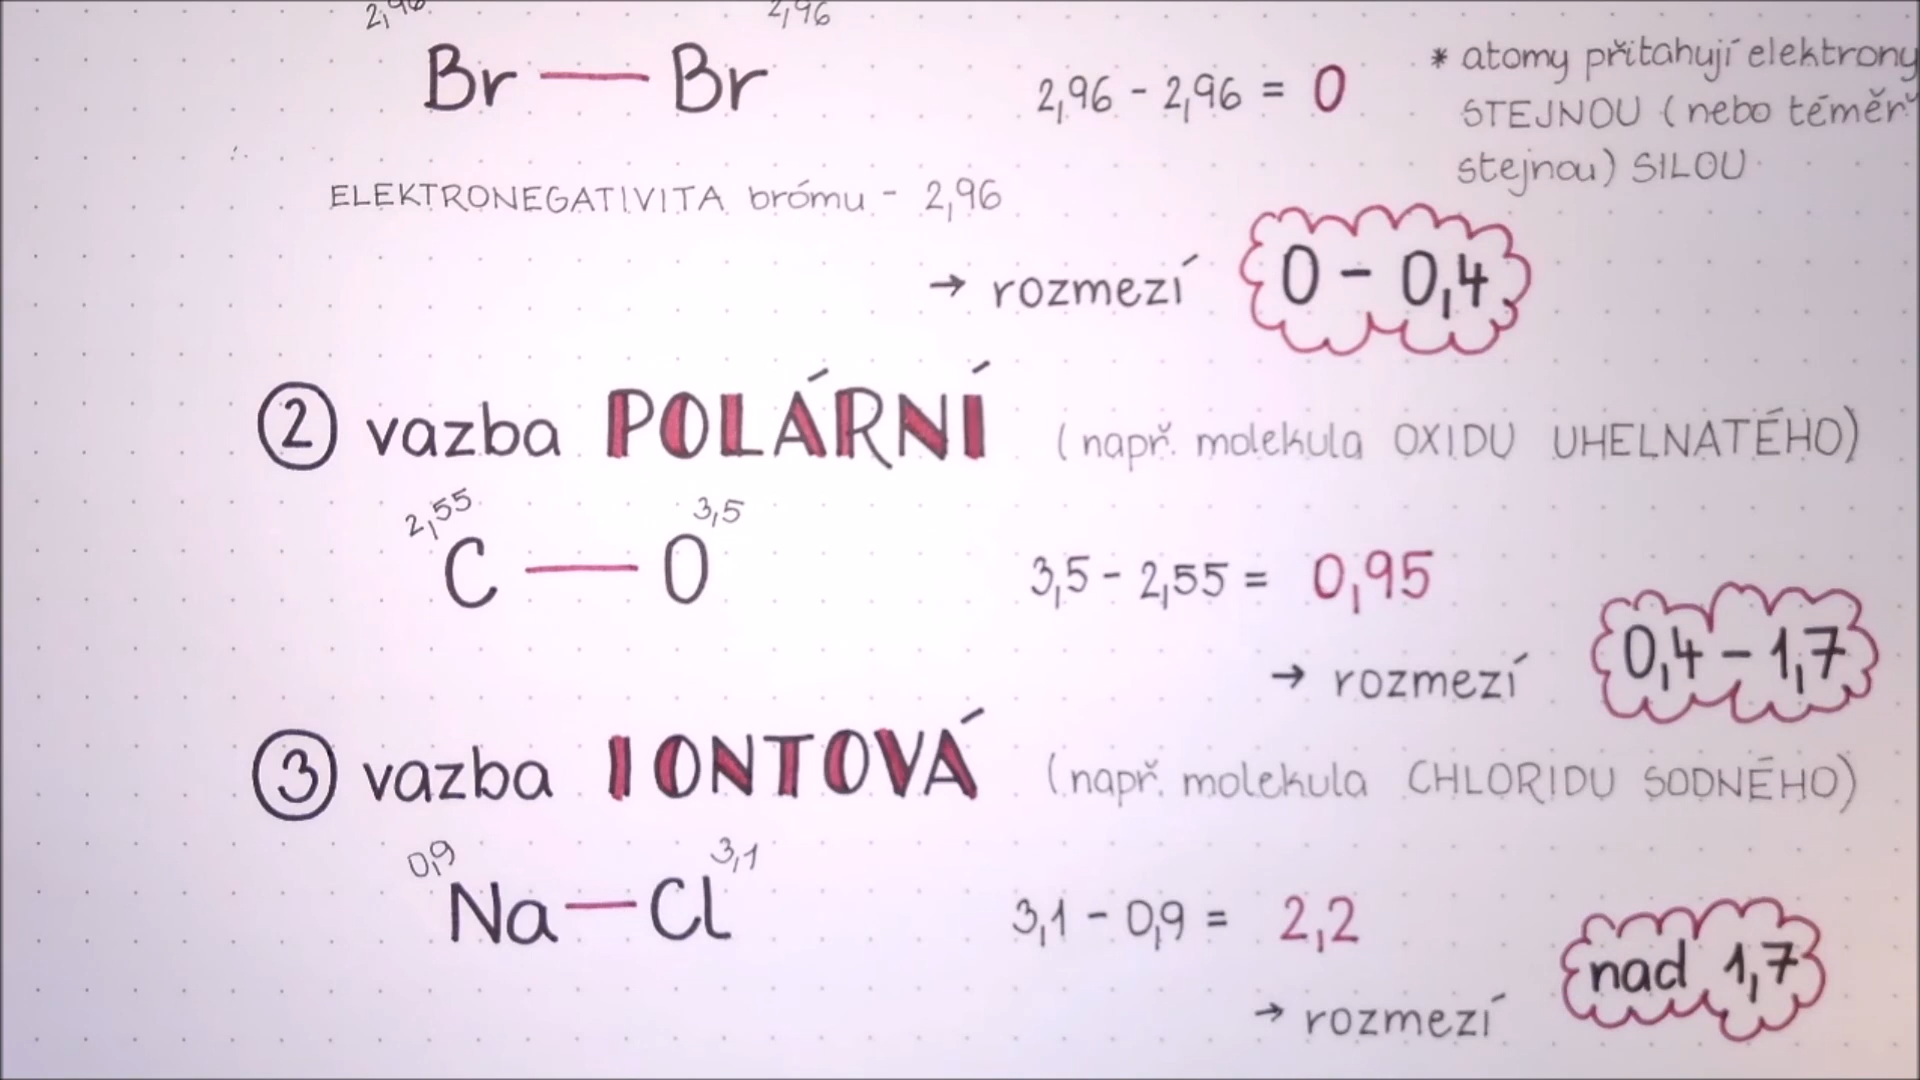 2,96 2,96
Br — Br 2,96 - 2,96 = 0
* atomy přitahují elektrony
STEJNOU (nebo téměř
stejnou) SILOU
ELEKTRONEGATIVITA brómu - 2,96
→ rozmezí 0 - 0,4
2 vazba POLÁRNÍ (např. molekula OXIDU UHELNATÉHO)
2,55 3,5
C — O 3,5 - 2,55 = 0,95
→ rozmezí 0,4 - 1,7
3 vazba IONTOVÁ (např. molekula CHLORIDU SODNÉHO)
0,9 3,1
Na — Cl 3,1 - 0,9 = 2,2
→ rozmezí nad 1,7